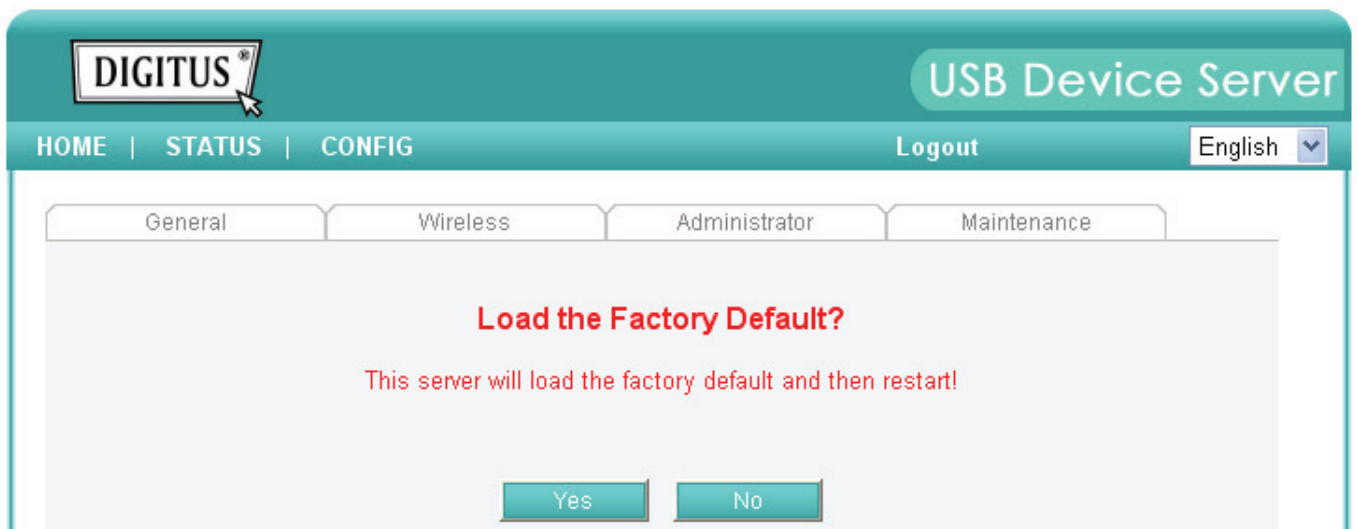 DIGITUS®
USB Device Server
HOME | STATUS | CONFIG Logout English
General Wireless Administrator Maintenance
Load the Factory Default?
This server will load the factory default and then restart!
Yes No